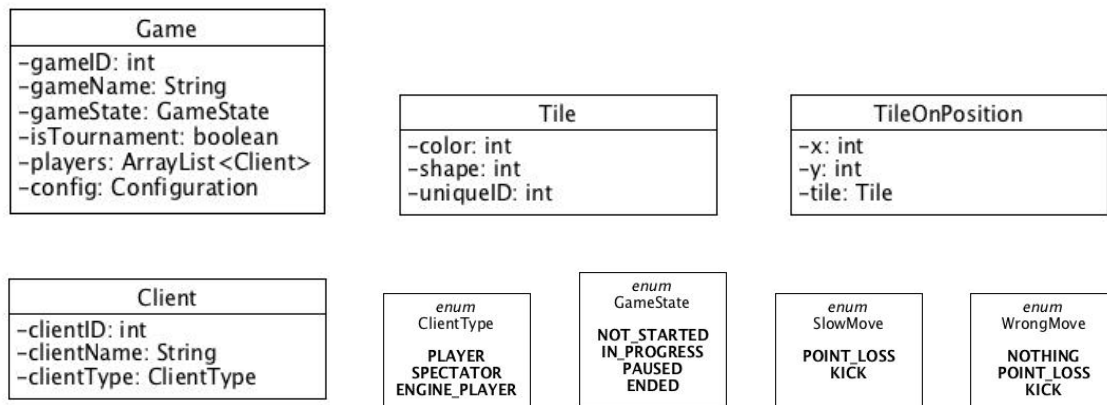 Game
-gameID: int
-gameName: String
-gameState: GameState
-isTournament: boolean
-players: ArrayList<Client>
-config: Configuration
Tile
-color: int
-shape: int
-uniqueID: int
TileOnPosition
-x: int
-y: int
-tile: Tile
Client
-clientID: int
-clientName: String
-clientType: ClientType
enum
ClientType
PLAYER
SPECTATOR
ENGINE_PLAYER
enum
GameState
NOT_STARTED
IN_PROGRESS
PAUSED
ENDED
enum
SlowMove
POINT_LOSS
KICK
enum
WrongMove
NOTHING
POINT_LOSS
KICK